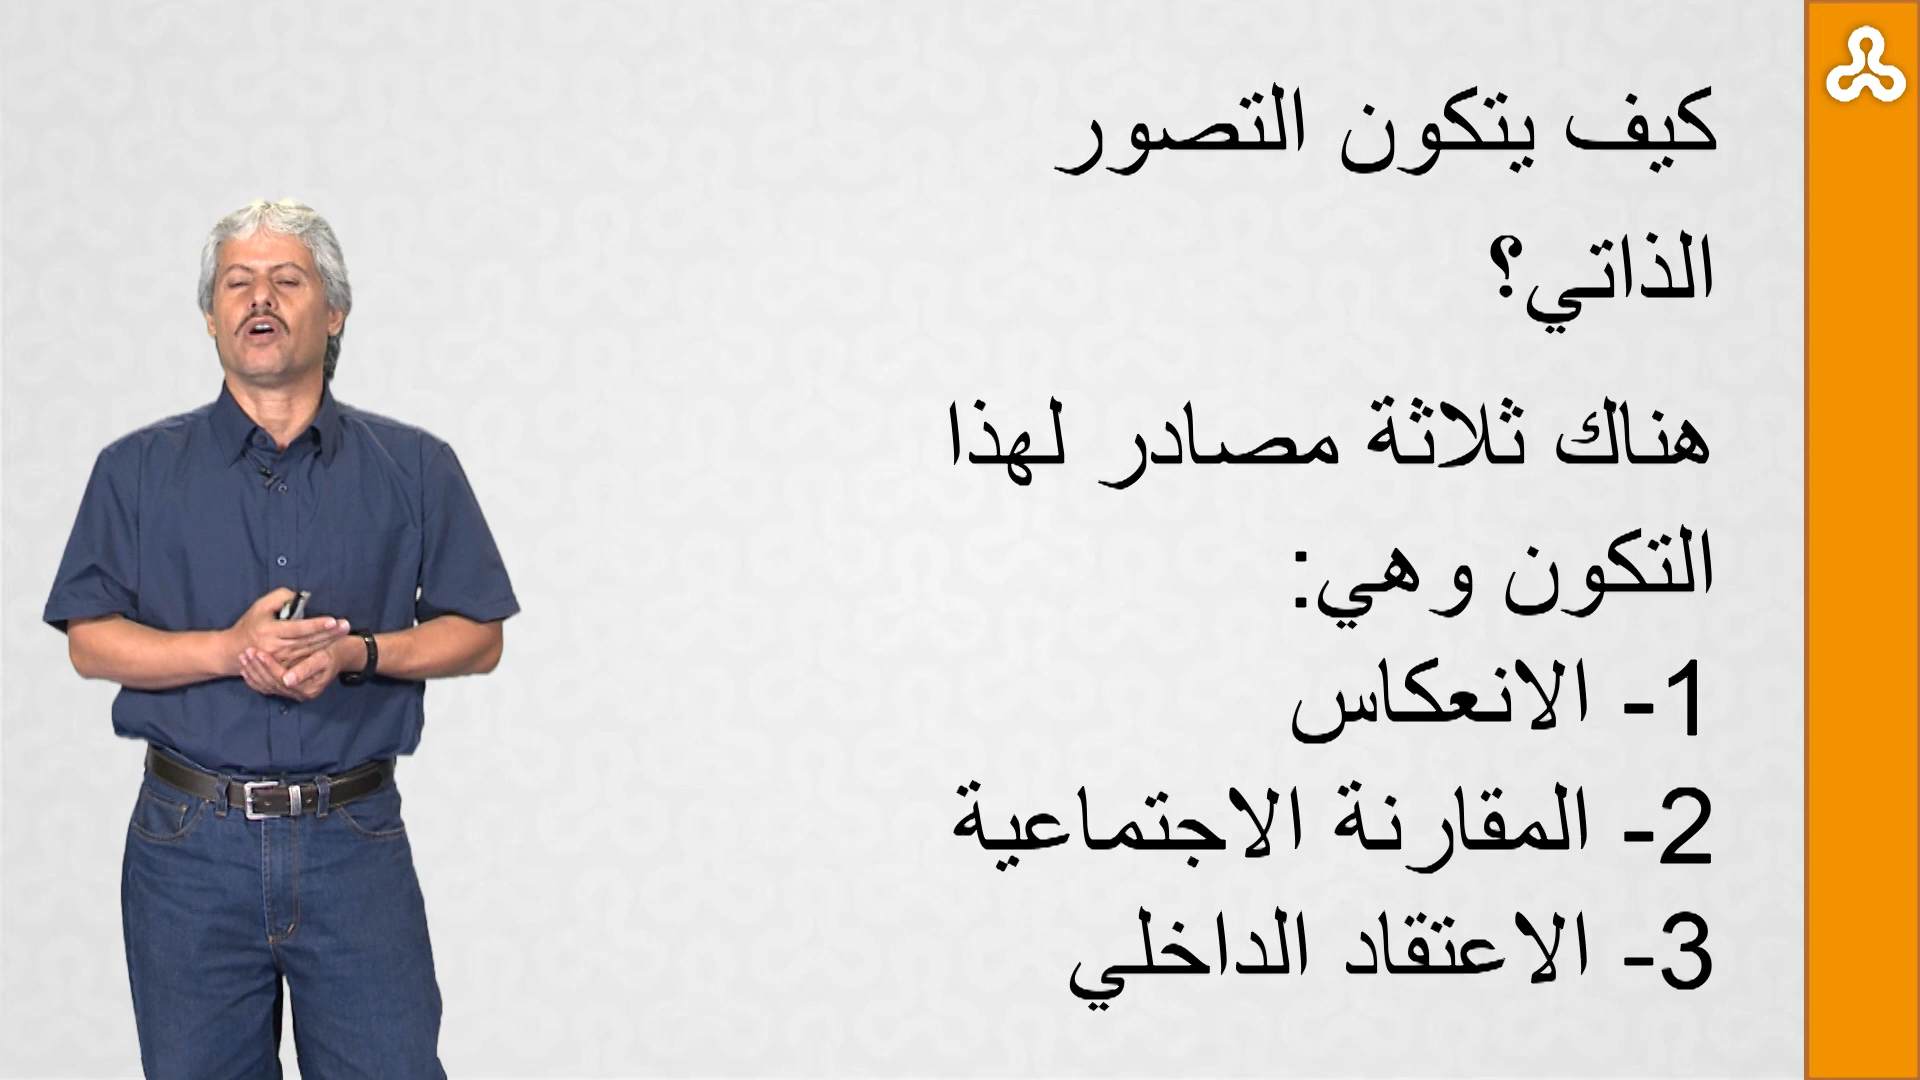 كيف يتكون التصور
الذاتي؟
هناك ثلاثة مصادر لهذا
التكون وهي:
1- الانعكاس
2- المقارنة الاجتماعية
3- الاعتقاد الداخلي